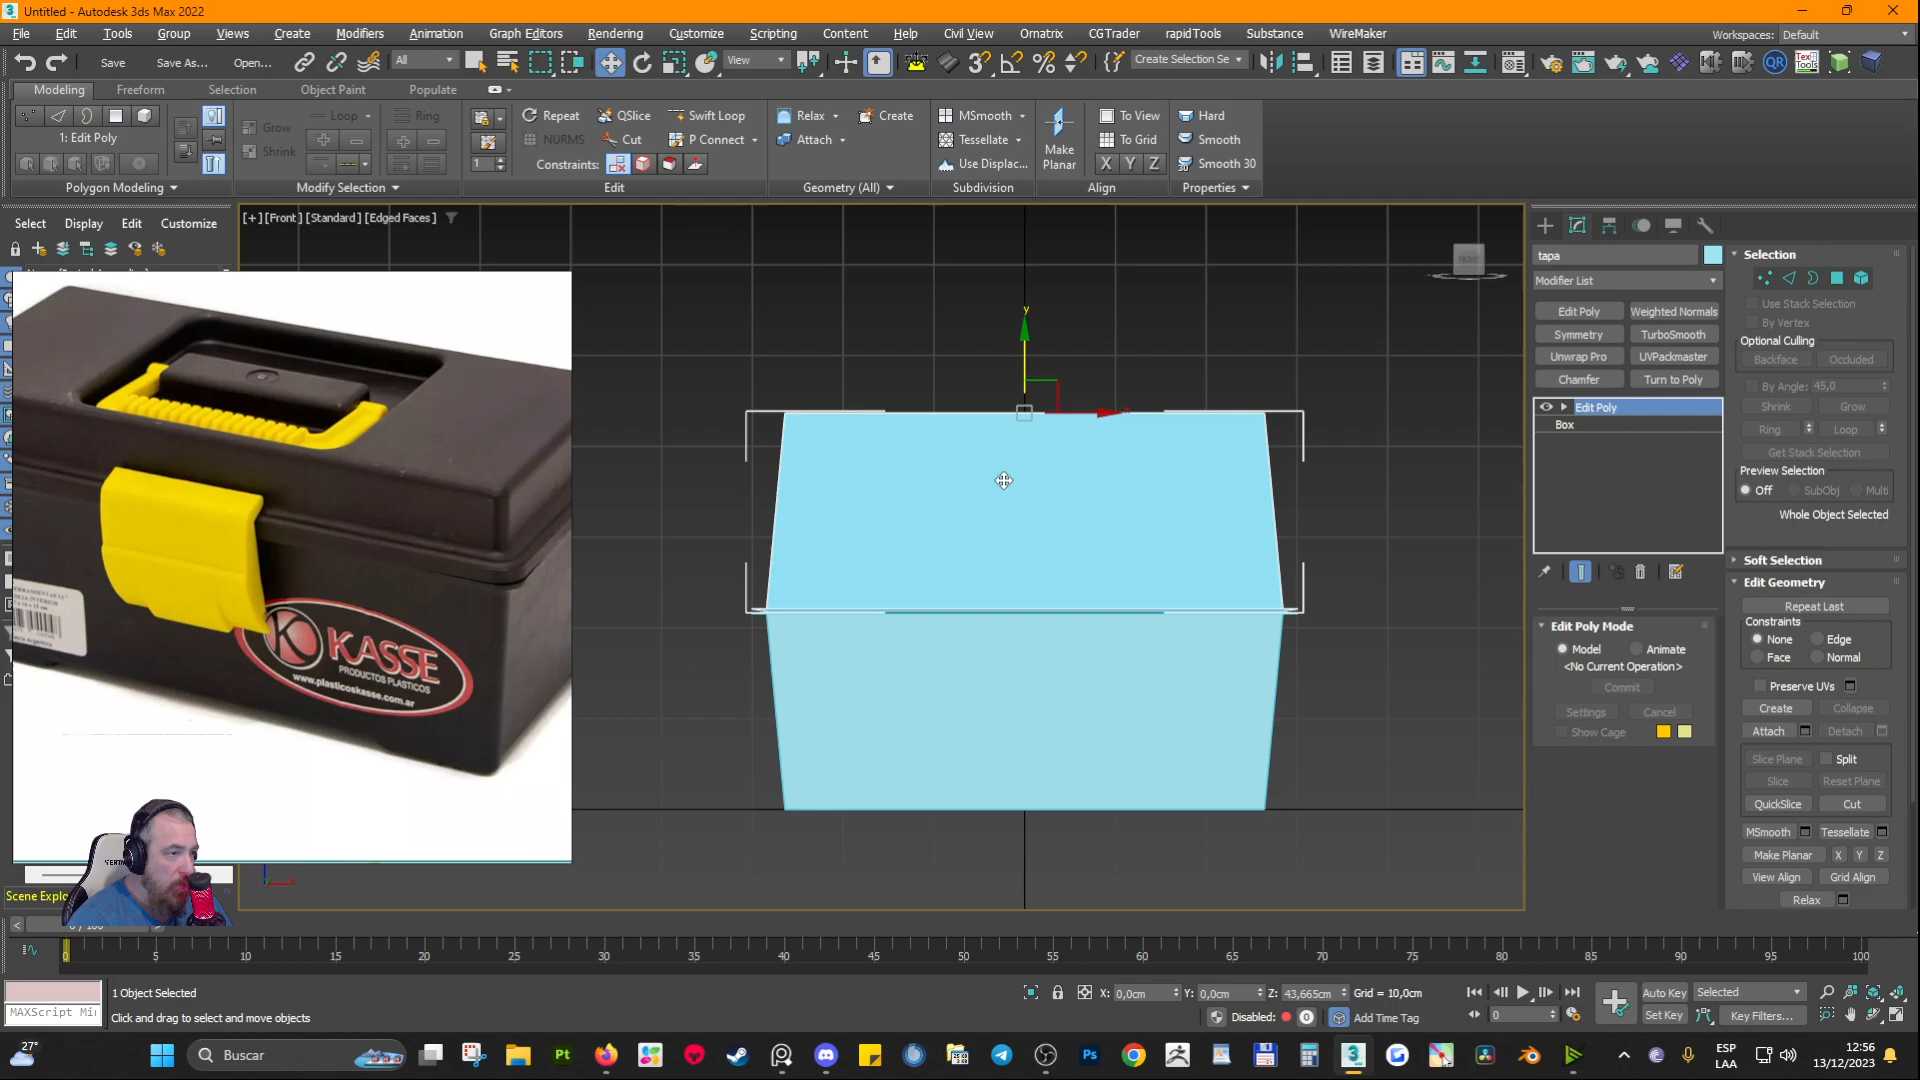 Untitled - Autodesk 3ds Max 2022
File Edit Tools Group Views Create Modifiers Animation Graph Editors Rendering Customize Scripting Content Help Civil View Ornatrix CGTrader rapidTools Substance WireMaker
Workspaces: Default
Save Save As... Open... All View Create Selection Se
Modeling Freeform Selection Object Paint Populate
1: Edit Poly
Grow
Shrink
Loop
Ring
Repeat QSlice Swift Loop
NURMS Cut P Connect
1 Constraints:
Relax Create
Attach
MSmooth
Tessellate
Use Displac...
Make Planar
To View
To Grid
X Y Z
Hard
Smooth
Smooth 30
Polygon Modeling Modify Selection Edit Geometry (All) Subdivision Align Properties
Select Display Edit Customize
[+] [Front] [Standard] [Edged Faces]
FRONT
y
KASSE
PRODUCTOS PLASTICOS
www.plasticoskasse.com.ar
Scene Explo
tapa
Modifier List
Edit Poly Weighted Normals
Symmetry TurboSmooth
Unwrap Pro UVPackmaster
Chamfer Turn to Poly
Edit Poly
Box
Edit Poly Mode
Model Animate
<No Current Operation>
Commit
Settings Cancel
Show Cage
Selection
Use Stack Selection
By Vertex
Optional Culling
Backface Occluded
By Angle: 45,0
Shrink Grow
Ring Loop
Get Stack Selection
Preview Selection
Off SubObj Multi
Whole Object Selected
Soft Selection
Edit Geometry
Repeat Last
Constraints
None Edge
Face Normal
Preserve UVs
Create Collapse
Attach Detach
Slice Plane Split
Slice Reset Plane
QuickSlice Cut
MSmooth Tessellate
Make Planar X Y Z
View Align Grid Align
Relax
0 / 100
0 5 10 15 20 25 30 35 40 45 50 55 60 65 70 75 80 85 90 95 100
1 Object Selected
Click and drag to select and move objects
MAXScript Mi
X: 0,0cm Y: 0,0cm Z: 43,665cm Grid = 10,0cm
Disabled: 0 Add Time Tag
0
Auto Key Selected
Set Key Key Filters...
27°
Buscar
ESP
LAA
12:56
13/12/2023